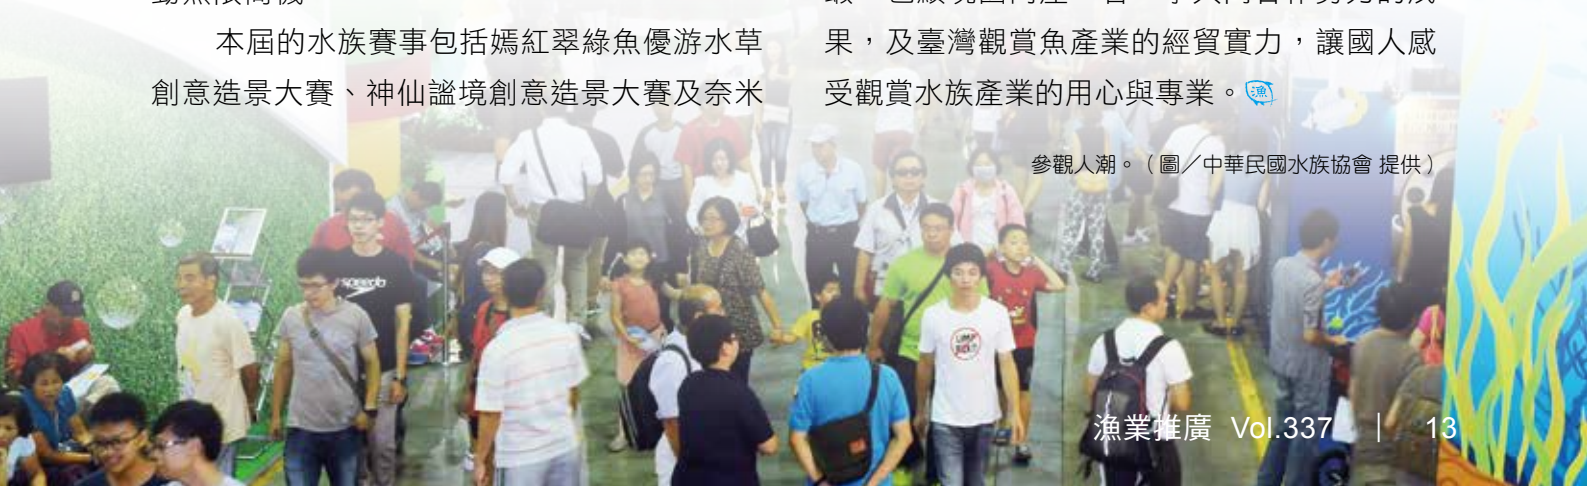 本屆的水族賽事包括嫣紅翠綠魚優游水草
創意造景大賽、神仙謐境創意造景大賽及奈米
果,及臺灣觀賞魚產業的經貿實力,讓國人感
受觀賞水族產業的用心與專業。漁
參觀人潮。(圖/中華民國水族協會 提供)
speedo
漁業推廣 Vol.337 | 13